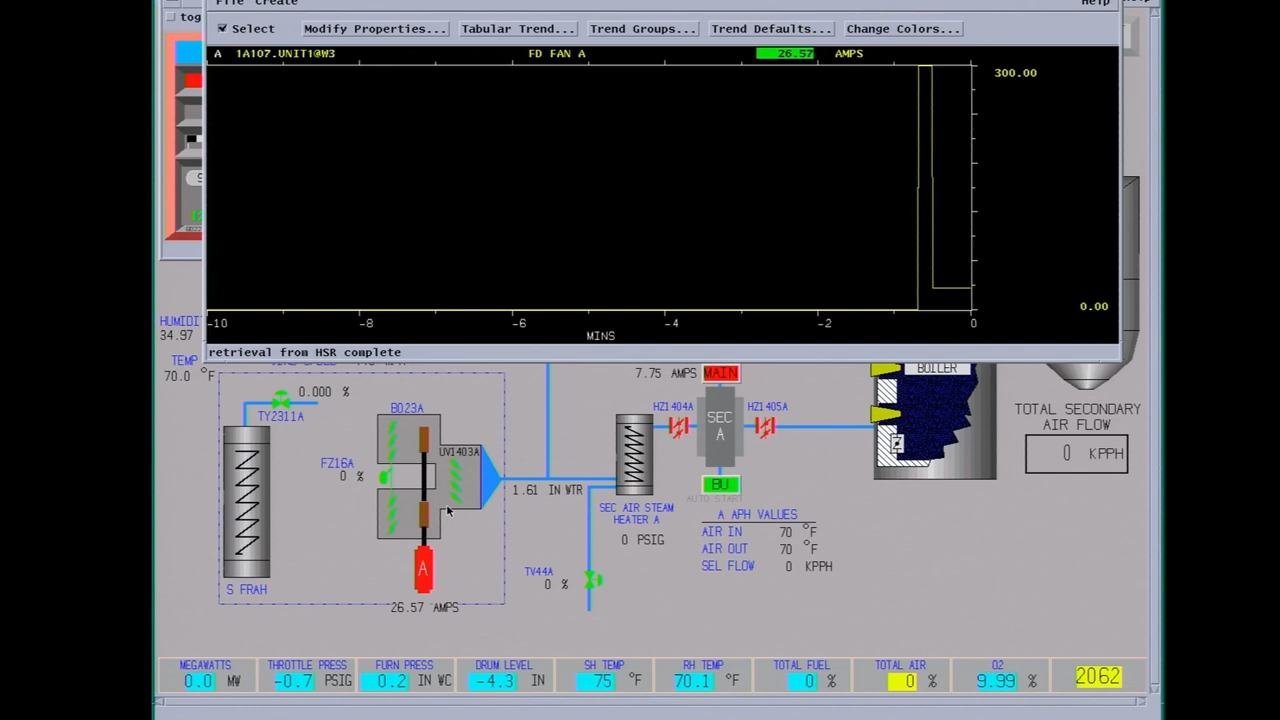 File Create Help
tog
Select Modify Properties... Tabular Trend... Trend Groups... Trend Defaults... Change Colors...
A 1A107.UNIT1@W3 FD FAN A 26.57 AMPS
300.00
0.00
-10 -8 -6 -4 -2 0
MINS
retrieval from HSR complete
HUMIDI
34.97
TEMP
70.0 °F
0.000 %
TY2311A
B023A
FZ16A
0 %
UV1403A
S FRAH
A
26.57 AMPS
1.61 IN WTR
7.75 AMPS MAIN
HZ1404A HZ1405A
SEC
A
BU
AUTO START
SEC AIR STEAM
HEATER A
0 PSIG
TV44A
0 %
A APH VALUES
AIR IN 70 °F
AIR OUT 70 °F
SEL FLOW 0 KPPH
BOILER
Z
TOTAL SECONDARY
AIR FLOW
0 KPPH
MEGAWATTS THROTTLE PRESS FURN PRESS DRUM LEVEL SH TEMP RH TEMP TOTAL FUEL TOTAL AIR O2
0.0 MW -0.7 PSIG 0.2 IN WC -4.3 IN 75 °F 70.1 °F 0 % 0 % 9.99 % 2062